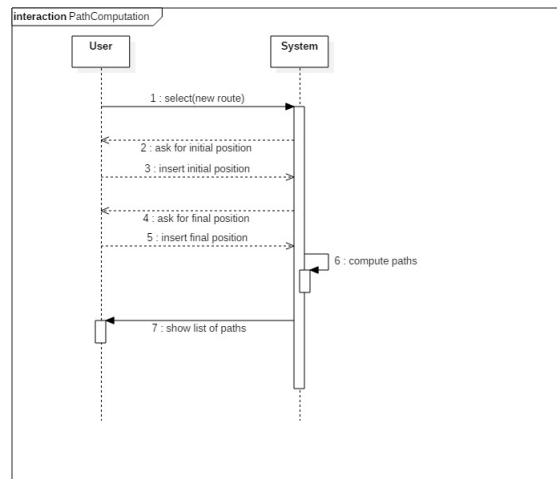 interaction PathComputation
User
System
1 : select(new route)
2 : ask for initial position
3 : insert initial position
4 : ask for final position
5 : insert final position
6 : compute paths
7 : show list of paths